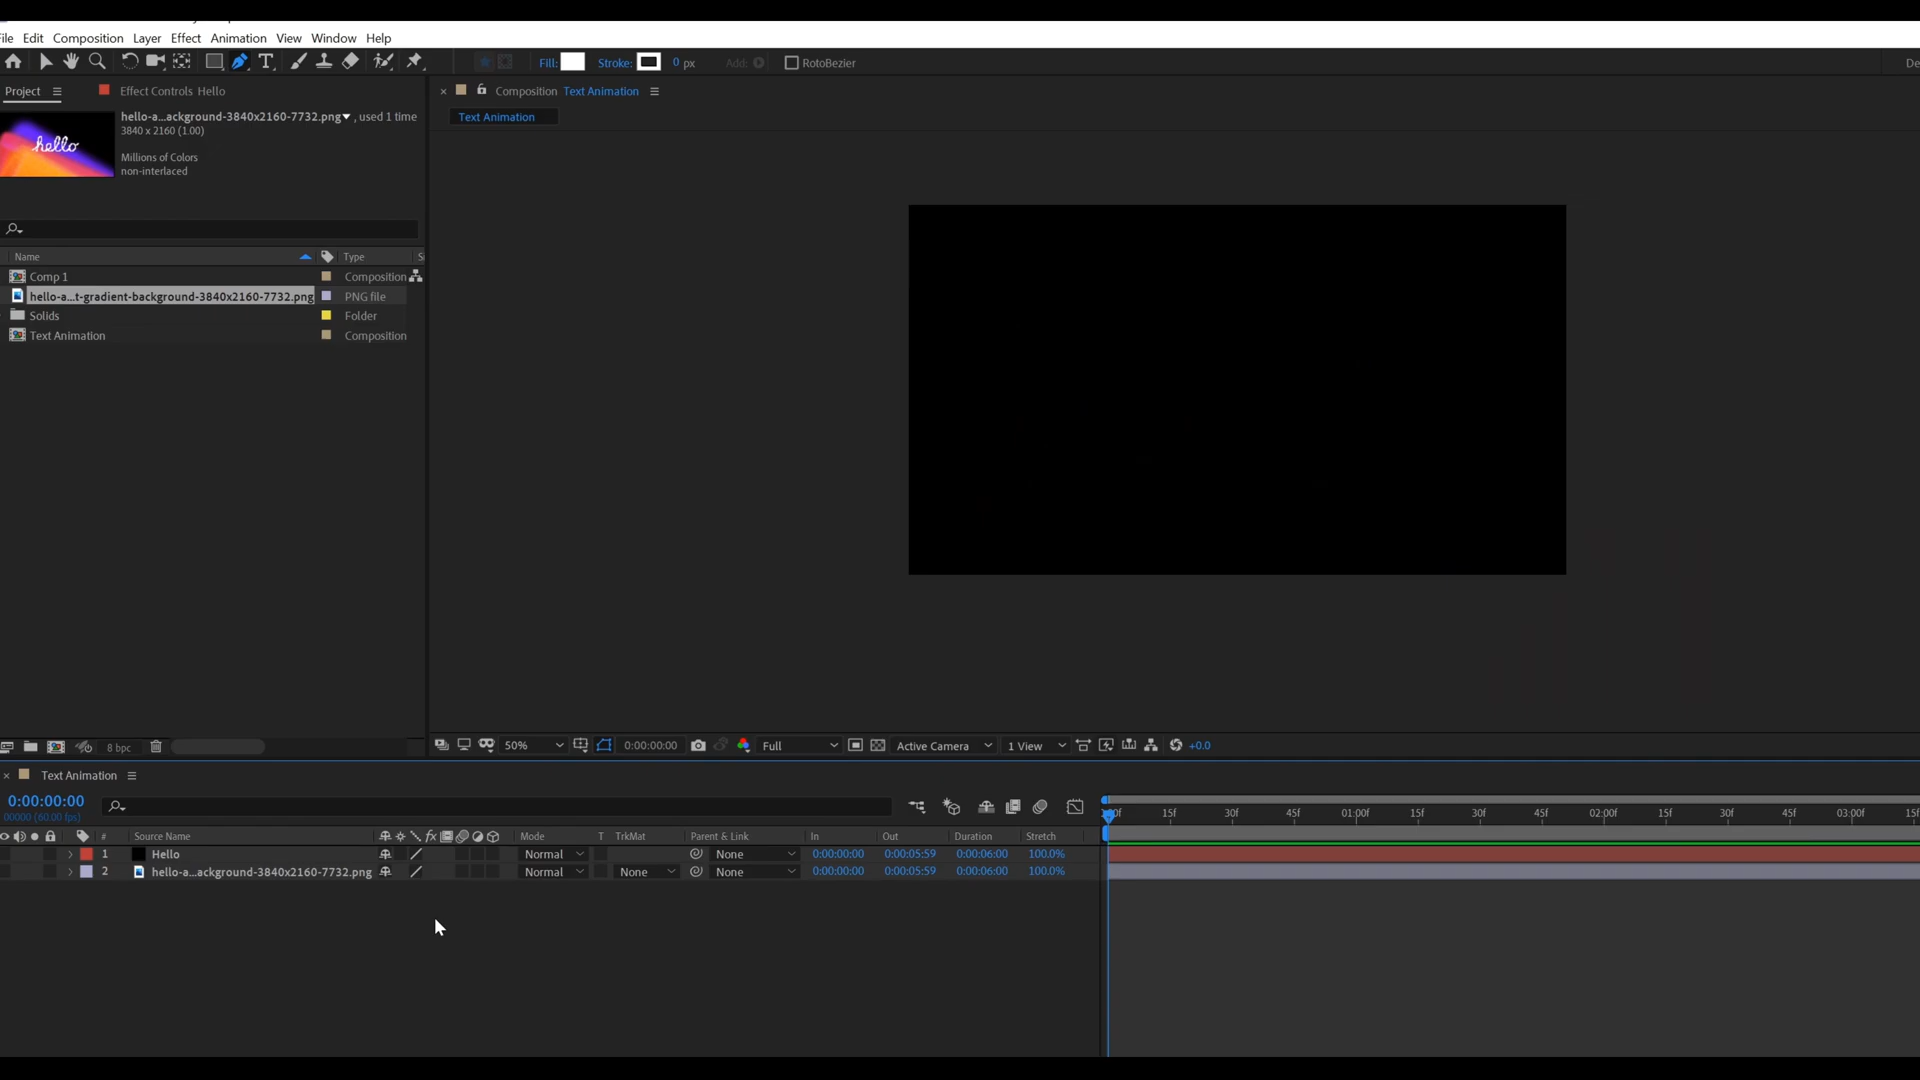 ile Edit Composition Layer Effect Animation View Window Help
Fill: Stroke: 0 px Add: RotoBezier De
Project Effect Controls Hello
Composition Text Animation
hello-a...ackground-3840x2160-7732.png , used 1 time
3840 x 2160 (1.00)
Text Animation
hello
Millions of Colors
non-interlaced
Name Type S
Comp 1 Composition
hello-a...t-gradient-background-3840x2160-7732.png PNG file
Solids Folder
Text Animation Composition
8 bpc
50% 0:00:00:00 Full Active Camera 1 View +0.0
Text Animation
0:00:00:00
00000 (60.00 fps)
15f 30f 45f 01:00f 15f 30f 45f 02:00f 15f 30f 45f 03:00f 15f
# Source Name fx Mode T TrkMat Parent & Link In Out Duration Stretch
1 Hello Normal None 0:00:00:00 0:00:05:59 0:00:06:00 100.0%
2 hello-a...ackground-3840x2160-7732.png Normal None None 0:00:00:00 0:00:05:59 0:00:06:00 100.0%